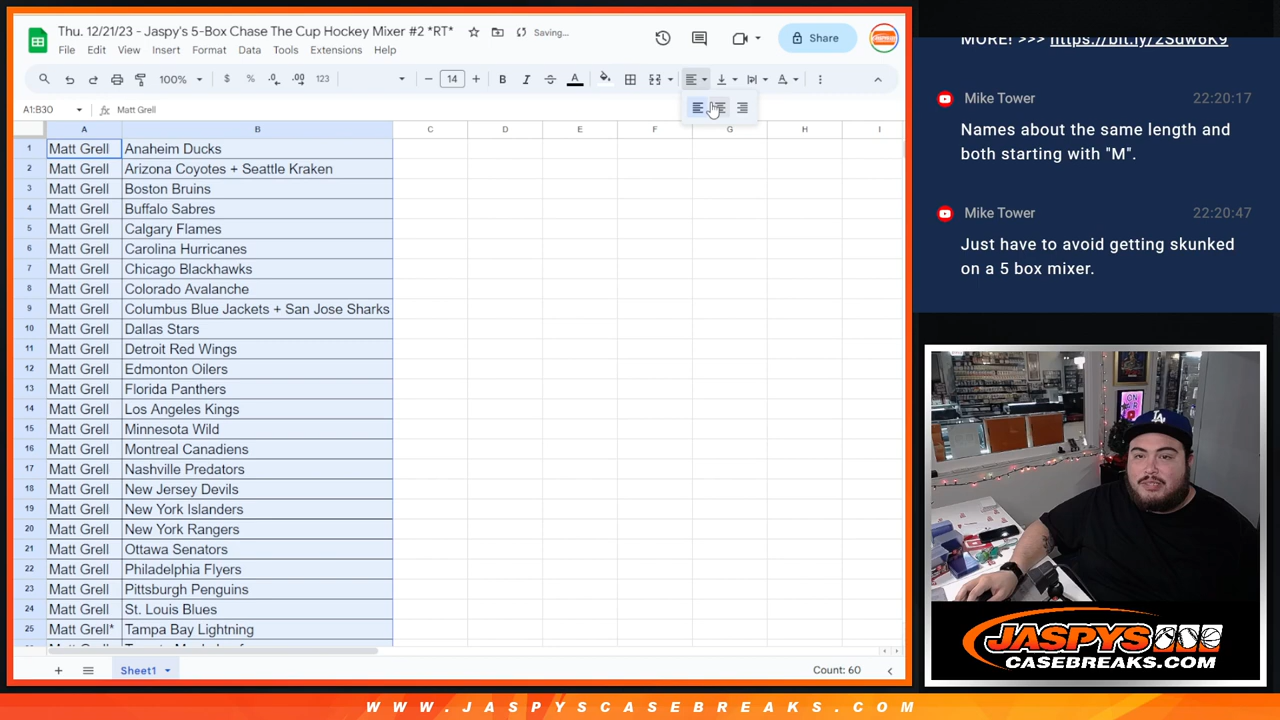 Thu. 12/21/23 - Jaspy's 5-Box Chase The Cup Hockey Mixer #2 *RT*
Saving...
File Edit View Insert Format Data Tools Extensions Help
Share
100% $ % .0 .00 123 14 B I A
A1:B30 fx Matt Grell
A B C D E F G H I
1 Matt Grell Anaheim Ducks
2 Matt Grell Arizona Coyotes + Seattle Kraken
3 Matt Grell Boston Bruins
4 Matt Grell Buffalo Sabres
5 Matt Grell Calgary Flames
6 Matt Grell Carolina Hurricanes
7 Matt Grell Chicago Blackhawks
8 Matt Grell Colorado Avalanche
9 Matt Grell Columbus Blue Jackets + San Jose Sharks
10 Matt Grell Dallas Stars
11 Matt Grell Detroit Red Wings
12 Matt Grell Edmonton Oilers
13 Matt Grell Florida Panthers
14 Matt Grell Los Angeles Kings
15 Matt Grell Minnesota Wild
16 Matt Grell Montreal Canadiens
17 Matt Grell Nashville Predators
18 Matt Grell New Jersey Devils
19 Matt Grell New York Islanders
20 Matt Grell New York Rangers
21 Matt Grell Ottawa Senators
22 Matt Grell Philadelphia Flyers
23 Matt Grell Pittsburgh Penguins
24 Matt Grell St. Louis Blues
25 Matt Grell* Tampa Bay Lightning
Sheet1
Count: 60
MORE! >>> https://bit.ly/2Sdw6K9
Mike Tower 22:20:17
Names about the same length and
both starting with "M".
Mike Tower 22:20:47
Just have to avoid getting skunked
on a 5 box mixer.
LA
JASPYS
CASEBREAKS.COM
WWW.JASPYSCASEBREAKS.COM